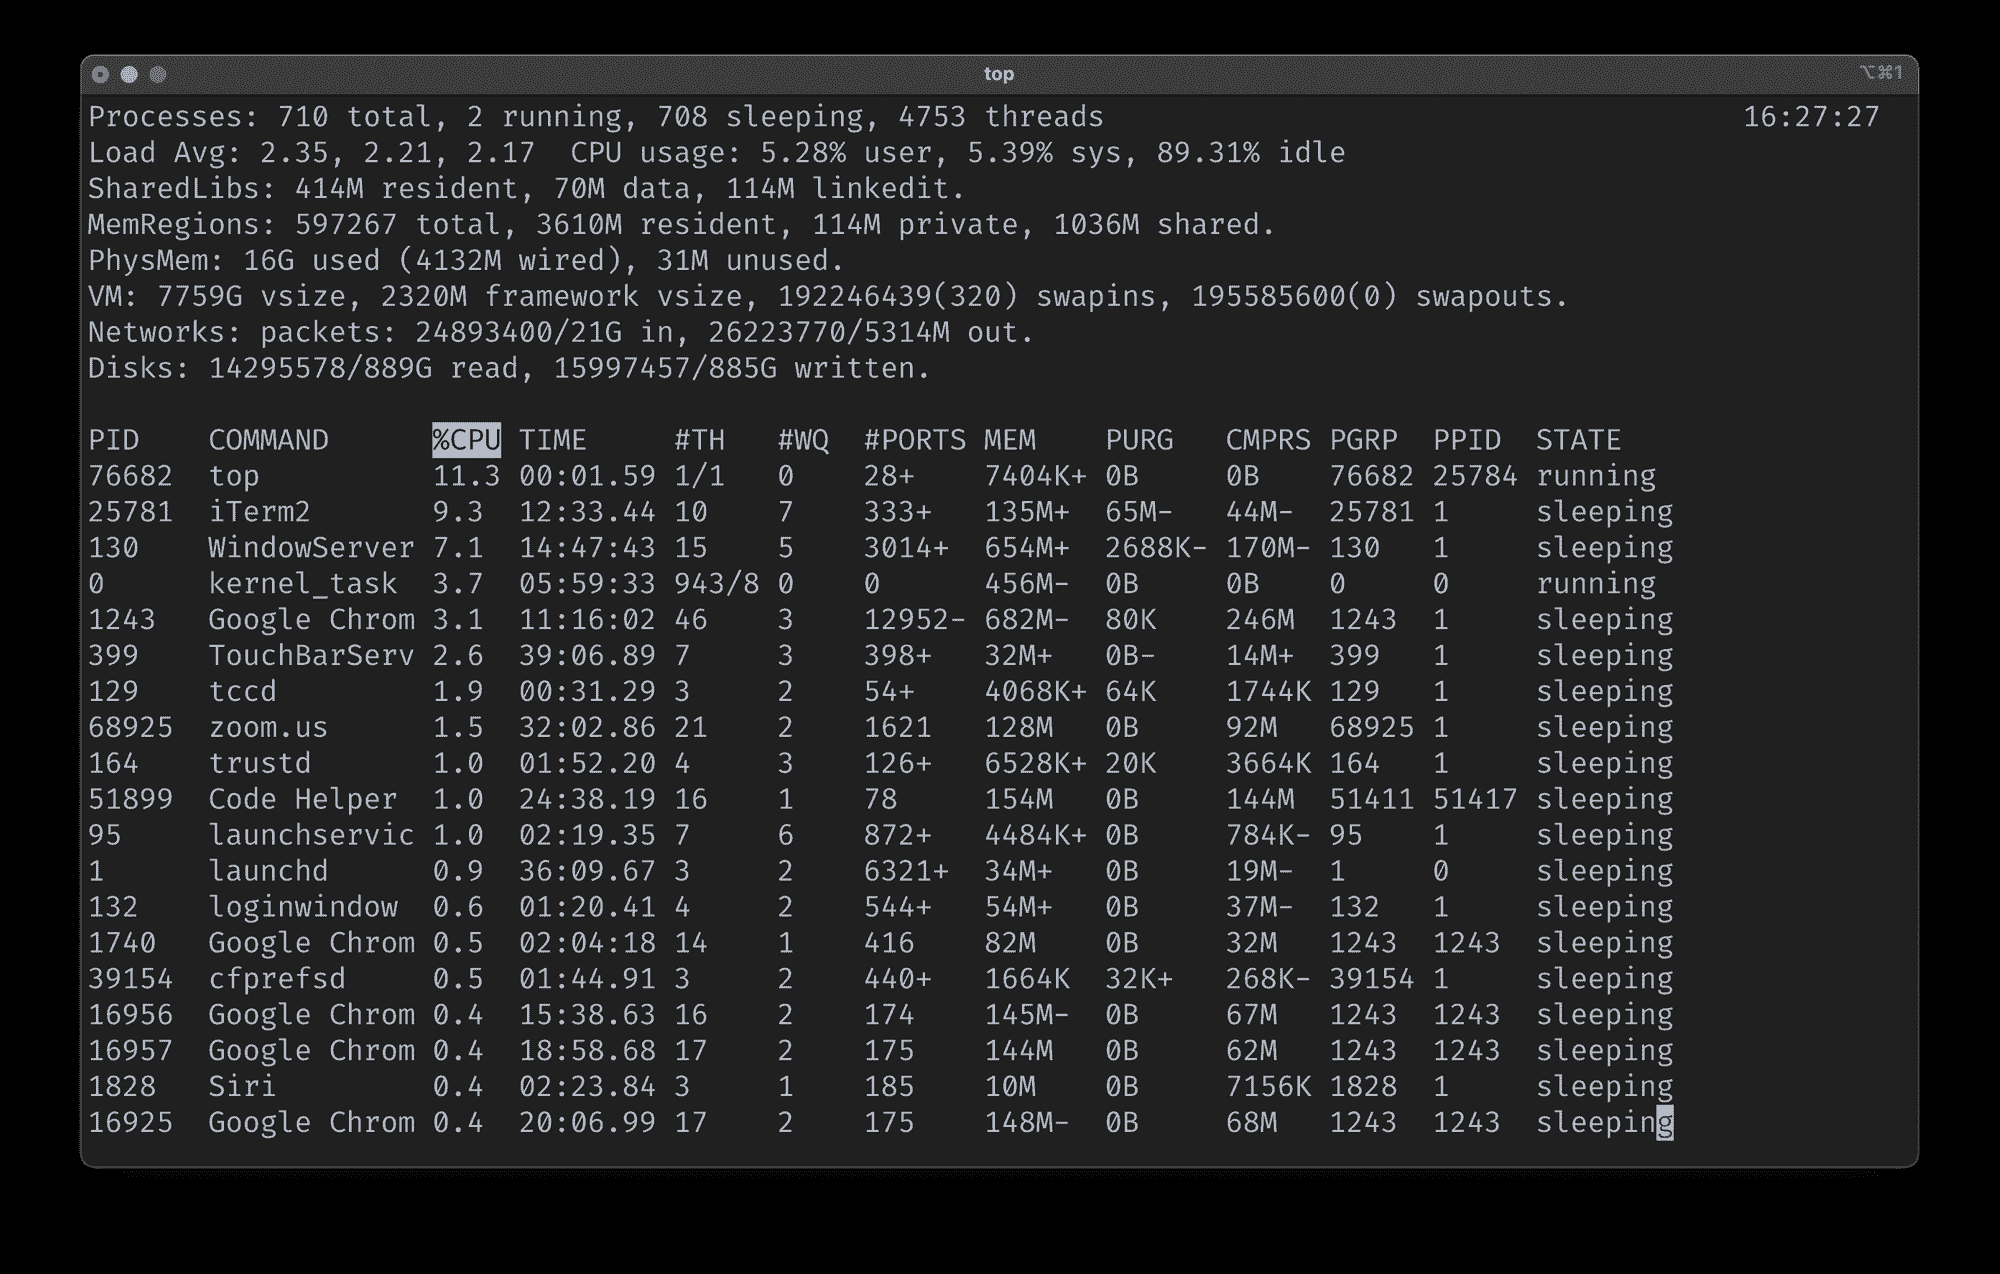 top
⌥⌘1
Processes: 710 total, 2 running, 708 sleeping, 4753 threads 16:27:27
Load Avg: 2.35, 2.21, 2.17 CPU usage: 5.28% user, 5.39% sys, 89.31% idle
SharedLibs: 414M resident, 70M data, 114M linkedit.
MemRegions: 597267 total, 3610M resident, 114M private, 1036M shared.
PhysMem: 16G used (4132M wired), 31M unused.
VM: 7759G vsize, 2320M framework vsize, 192246439(320) swapins, 195585600(0) swapouts.
Networks: packets: 24893400/21G in, 26223770/5314M out.
Disks: 14295578/889G read, 15997457/885G written.
PID COMMAND %CPU TIME #TH #WQ #PORTS MEM PURG CMPRS PGRP PPID STATE
76682 top 11.3 00:01.59 1/1 0 28+ 7404K+ 0B 0B 76682 25784 running
25781 iTerm2 9.3 12:33.44 10 7 333+ 135M+ 65M- 44M- 25781 1 sleeping
130 WindowServer 7.1 14:47:43 15 5 3014+ 654M+ 2688K- 170M- 130 1 sleeping
0 kernel_task 3.7 05:59:33 943/8 0 0 456M- 0B 0B 0 0 running
1243 Google Chrom 3.1 11:16:02 46 3 12952- 682M- 80K 246M 1243 1 sleeping
399 TouchBarServ 2.6 39:06.89 7 3 398+ 32M+ 0B- 14M+ 399 1 sleeping
129 tccd 1.9 00:31.29 3 2 54+ 4068K+ 64K 1744K 129 1 sleeping
68925 zoom.us 1.5 32:02.86 21 2 1621 128M 0B 92M 68925 1 sleeping
164 trustd 1.0 01:52.20 4 3 126+ 6528K+ 20K 3664K 164 1 sleeping
51899 Code Helper 1.0 24:38.19 16 1 78 154M 0B 144M 51411 51417 sleeping
95 launchservic 1.0 02:19.35 7 6 872+ 4484K+ 0B 784K- 95 1 sleeping
1 launchd 0.9 36:09.67 3 2 6321+ 34M+ 0B 19M- 1 0 sleeping
132 loginwindow 0.6 01:20.41 4 2 544+ 54M+ 0B 37M- 132 1 sleeping
1740 Google Chrom 0.5 02:04:18 14 1 416 82M 0B 32M 1243 1243 sleeping
39154 cfprefsd 0.5 01:44.91 3 2 440+ 1664K 32K+ 268K- 39154 1 sleeping
16956 Google Chrom 0.4 15:38.63 16 2 174 145M- 0B 67M 1243 1243 sleeping
16957 Google Chrom 0.4 18:58.68 17 2 175 144M 0B 62M 1243 1243 sleeping
1828 Siri 0.4 02:23.84 3 1 185 10M 0B 7156K 1828 1 sleeping
16925 Google Chrom 0.4 20:06.99 17 2 175 148M- 0B 68M 1243 1243 sleeping